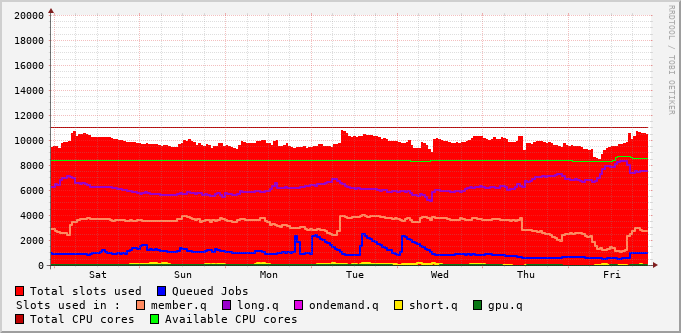 RRDTOOL / TOBI OETIKER
20000
18000
16000
14000
12000
10000
8000
6000
4000
2000
0
Sat Sun Mon Tue Wed Thu Fri
Total slots used Queued Jobs
Slots used in : member.q long.q ondemand.q short.q gpu.q
Total CPU cores Available CPU cores